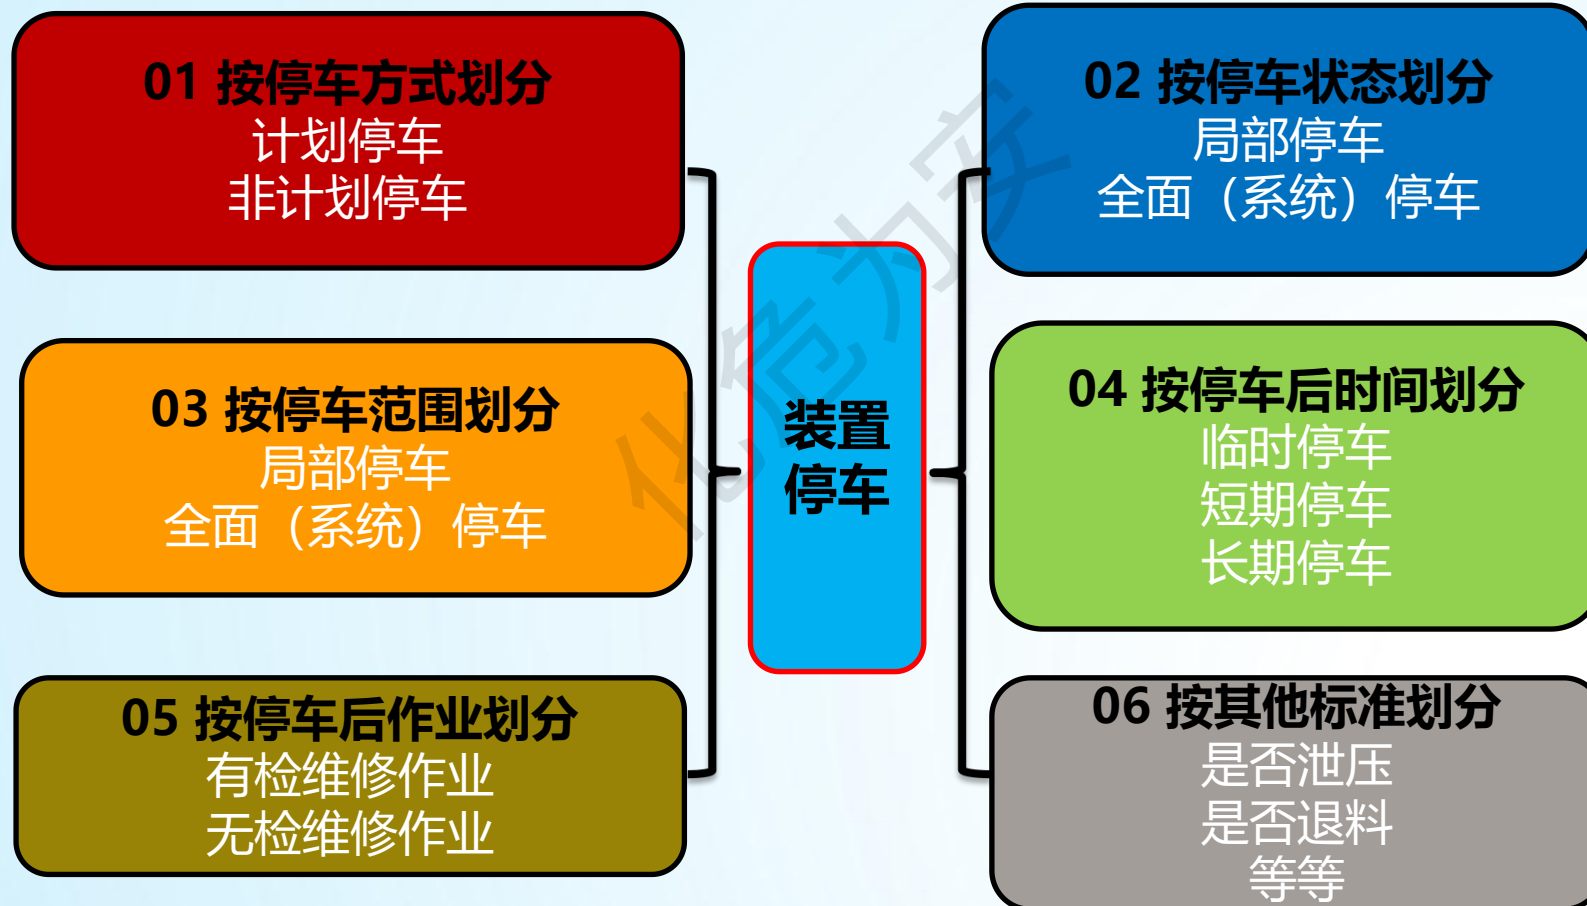 01 按停车方式划分
计划停车
非计划停车
02 按停车状态划分
局部停车
全面（系统）停车
03 按停车范围划分
局部停车
全面（系统）停车
装置
停车
04 按停车后时间划分
临时停车
短期停车
长期停车
05 按停车后作业划分
有检维修作业
无检维修作业
06 按其他标准划分
是否泄压
是否退料
等等
化危为安